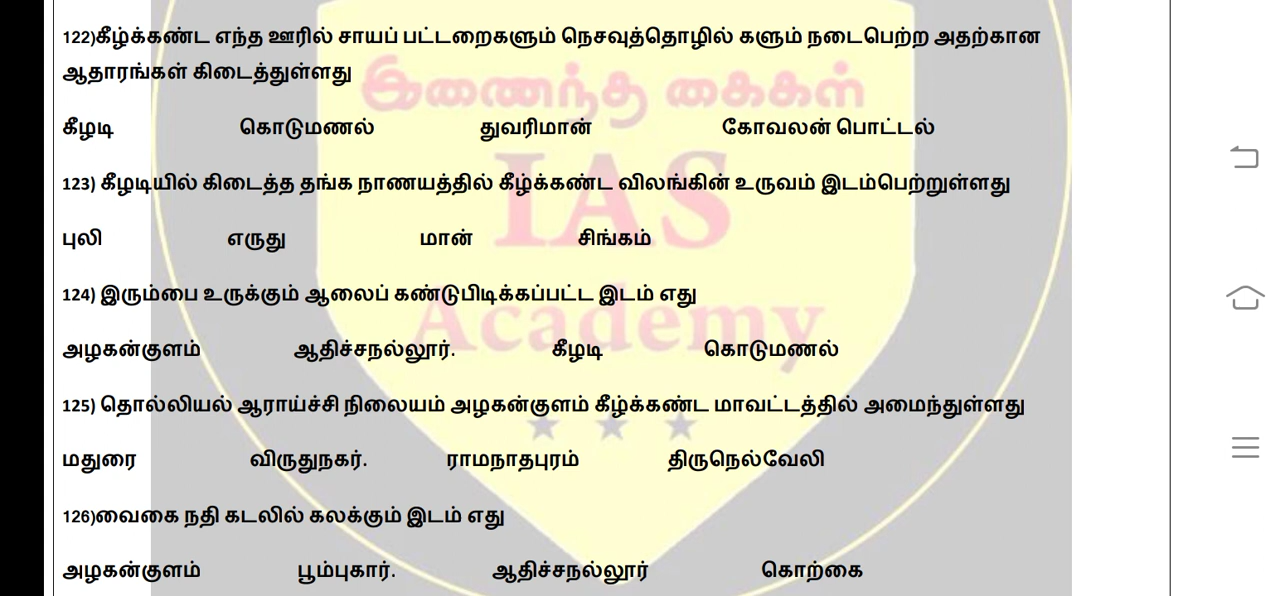 122)கீழ்க்கண்ட எந்த ஊரில் சாயப் பட்டறைகளும் நெசவுத்தொழில் களும் நடைபெற்ற அதற்கான
ஆதாரங்கள் கிடைத்துள்ளது
இணைந்த கைகள்
கீழடி கொடுமணல் துவரிமான் கோவலன் பொட்டல்
IAS
123) கீழடியில் கிடைத்த தங்க நாணயத்தில் கீழ்க்கண்ட விலங்கின் உருவம் இடம்பெற்றுள்ளது
புலி எருது மான் சிங்கம்
124) இரும்பை உருக்கும் ஆலைப் கண்டுபிடிக்கப்பட்ட இடம் எது
Academy
அழகன்குளம் ஆதிச்சநல்லூர். கீழடி கொடுமணல்
125) தொல்லியல் ஆராய்ச்சி நிலையம் அழகன்குளம் கீழ்க்கண்ட மாவட்டத்தில் அமைந்துள்ளது
மதுரை விருதுநகர். ராமநாதபுரம் திருநெல்வேலி
126)வைகை நதி கடலில் கலக்கும் இடம் எது
அழகன்குளம் பூம்புகார். ஆதிச்சநல்லூர் கொற்கை